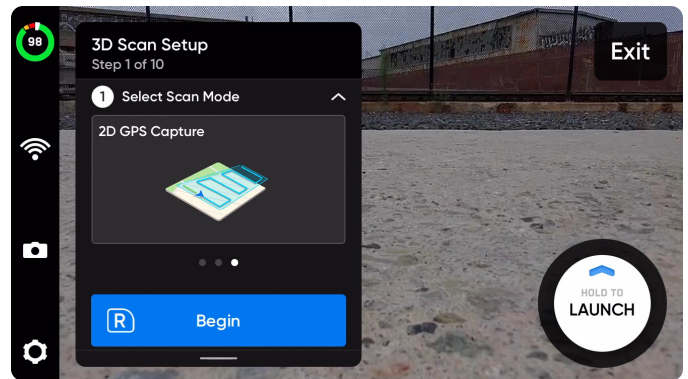 98
3D Scan Setup
Step 1 of 10
1 Select Scan Mode
2D GPS Capture
R Begin
Exit
HOLD TO
LAUNCH